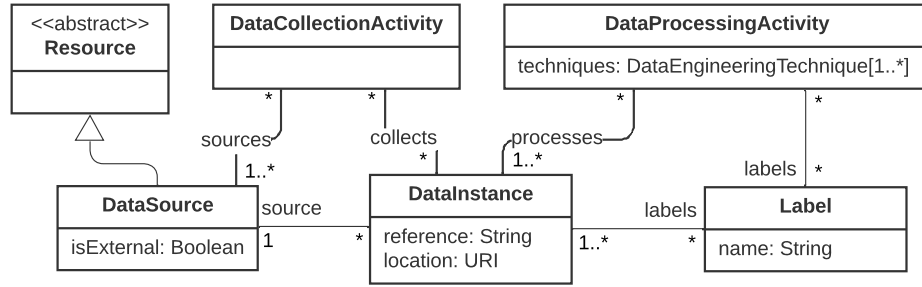 <<abstract>>
Resource
DataCollectionActivity
DataProcessingActivity
techniques: DataEngineeringTechnique[1..*]
*
*
*
*
sources
collects
processes
1..*
*
1..*
labels
*
DataSource
isExternal: Boolean
source
1
*
DataInstance
reference: String
location: URI
labels
1..*
*
Label
name: String